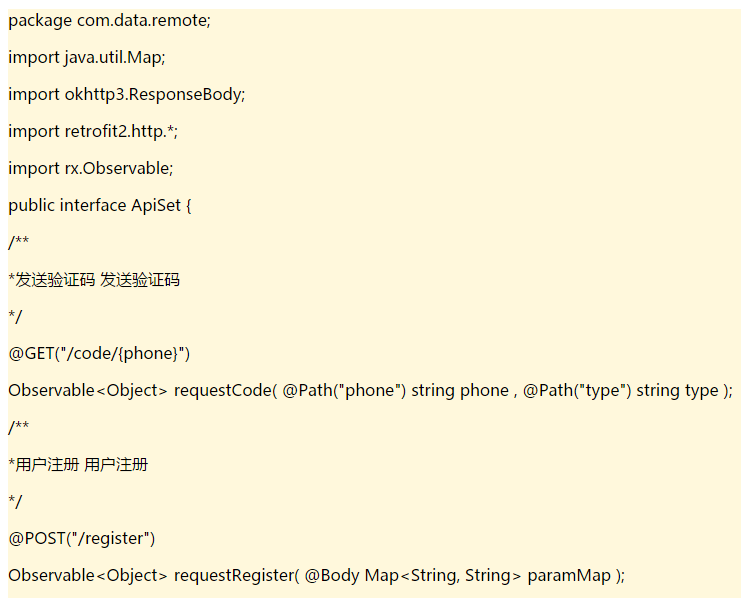 package com.data.remote;
import java.util.Map;
import okhttp3.ResponseBody;
import retrofit2.http.*;
import rx.Observable;
public interface ApiSet {
/**
*发送验证码 发送验证码
*/
@GET("/code/{phone}")
Observable<Object> requestCode( @Path("phone") string phone , @Path("type") string type );
/**
*用户注册 用户注册
*/
@POST("/register")
Observable<Object> requestRegister( @Body Map<String, String> paramMap );